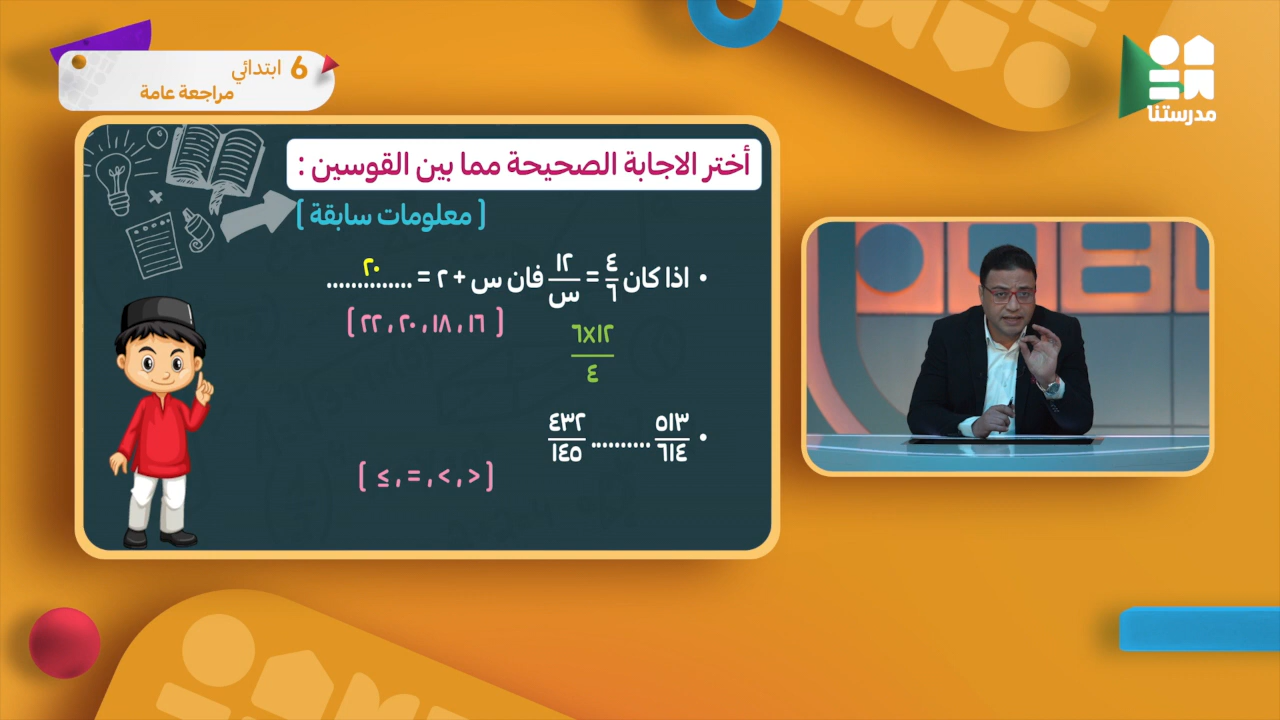 6 ابتدائي
مراجعة عامة
مدرستنا
أختر الاجابة الصحيحة مما بين القوسين :
[ معلومات سابقة ]
• اذا كان ٤/٦ = ١٢/س فان س + ٢ = .............. ٢٠
[ ١٦ ، ١٨ ، ٢٠ ، ٢٢ ]
٦×١٢/٤
• ٥١٣/٦١٤ .......... ٤٣٢/١٤٥
[ > ، < ، = ، ≤ ]